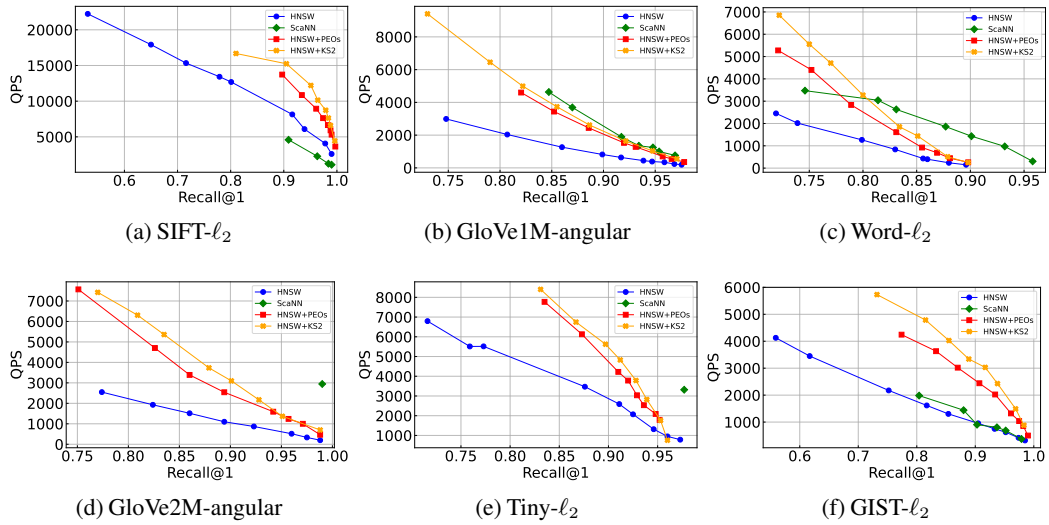 HNSW
ScaNN
HNSW+PEOs
HNSW+KS2
QPS
20000
15000
10000
5000
0.6 0.7 0.8 0.9 1.0
Recall@1
(a) SIFT-ℓ2
HNSW
ScaNN
HNSW+PEOs
HNSW+KS2
QPS
8000
6000
4000
2000
0
0.75 0.80 0.85 0.90 0.95
Recall@1
(b) GloVe1M-angular
HNSW
ScaNN
HNSW+PEOs
HNSW+KS2
QPS
7000
6000
5000
4000
3000
2000
1000
0
0.75 0.80 0.85 0.90 0.95
Recall@1
(c) Word-ℓ2
HNSW
ScaNN
HNSW+PEOs
HNSW+KS2
QPS
7000
6000
5000
4000
3000
2000
1000
0
0.75 0.80 0.85 0.90 0.95 1.00
Recall@1
(d) GloVe2M-angular
HNSW
ScaNN
HNSW+PEOs
HNSW+KS2
QPS
8000
7000
6000
5000
4000
3000
2000
1000
0.75 0.80 0.85 0.90 0.95
Recall@1
(e) Tiny-ℓ2
HNSW
ScaNN
HNSW+PEOs
HNSW+KS2
QPS
6000
5000
4000
3000
2000
1000
0.6 0.7 0.8 0.9 1.0
Recall@1
(f) GIST-ℓ2